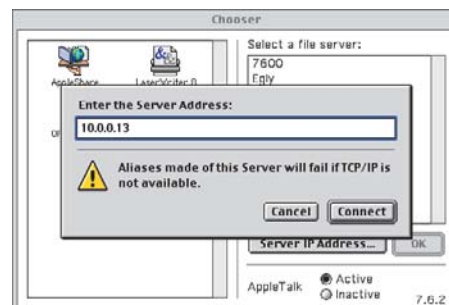 Chooser
Select a file server:
7600
Egly
AppleShare
LaserWriter 8
Enter the Server Address:
10.0.0.13
Aliases made of this Server will fail if TCP/IP is
not available.
Cancel
Connect
Server IP Address...
OK
AppleTalk
Active
Inactive
7.6.2